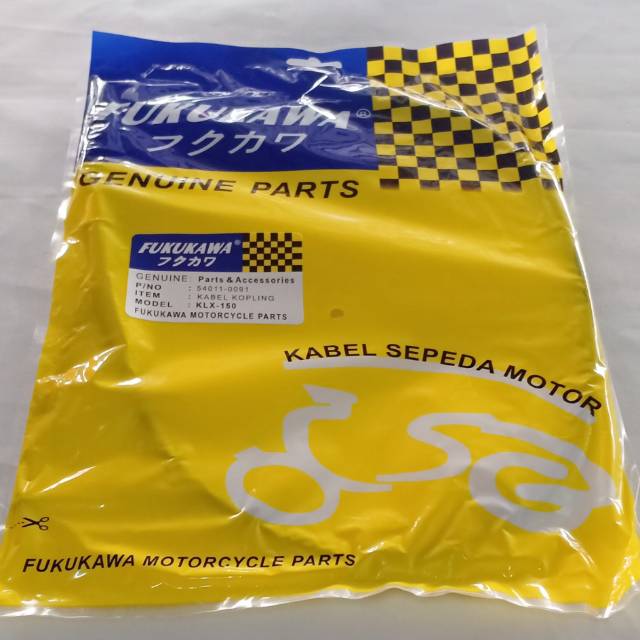 FUKUKAWA®
フクカワ
GENUINE PARTS
FUKUKAWA®
フクカワ
GENUINE: Parts & Accessories
P/NO : 54011-0091
ITEM : KABEL KOPLING
MODEL : KLX-150
FUKUKAWA MOTORCYCLE PARTS
KABEL SEPEDA MOTOR
FUKUKAWA MOTORCYCLE PARTS